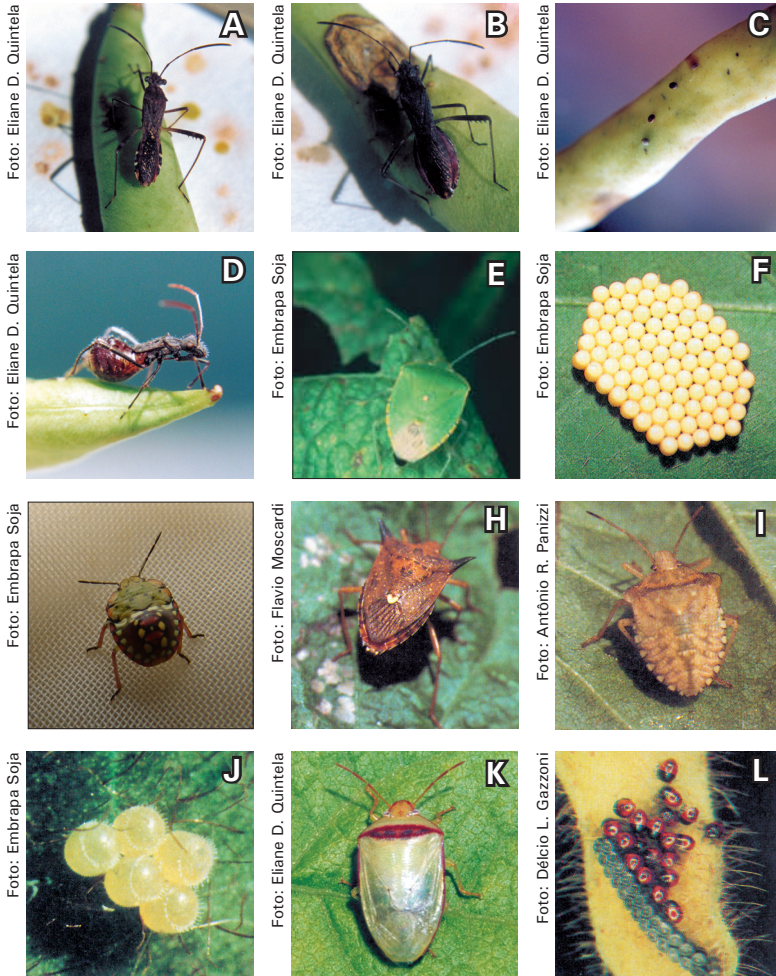 Foto: Eliane D. Quintela
A
Foto: Eliane D. Quintela
B
Foto: Eliane D. Quintela
C
Foto: Eliane D. Quintela
D
Foto: Embrapa Soja
E
Foto: Embrapa Soja
F
Foto: Embrapa Soja
Foto: Flavio Moscardi
H
Foto: Antônio R. Panizzi
I
Foto: Embrapa Soja
J
Foto: Eliane D. Quintela
K
Foto: Délcio L. Gazzoni
L